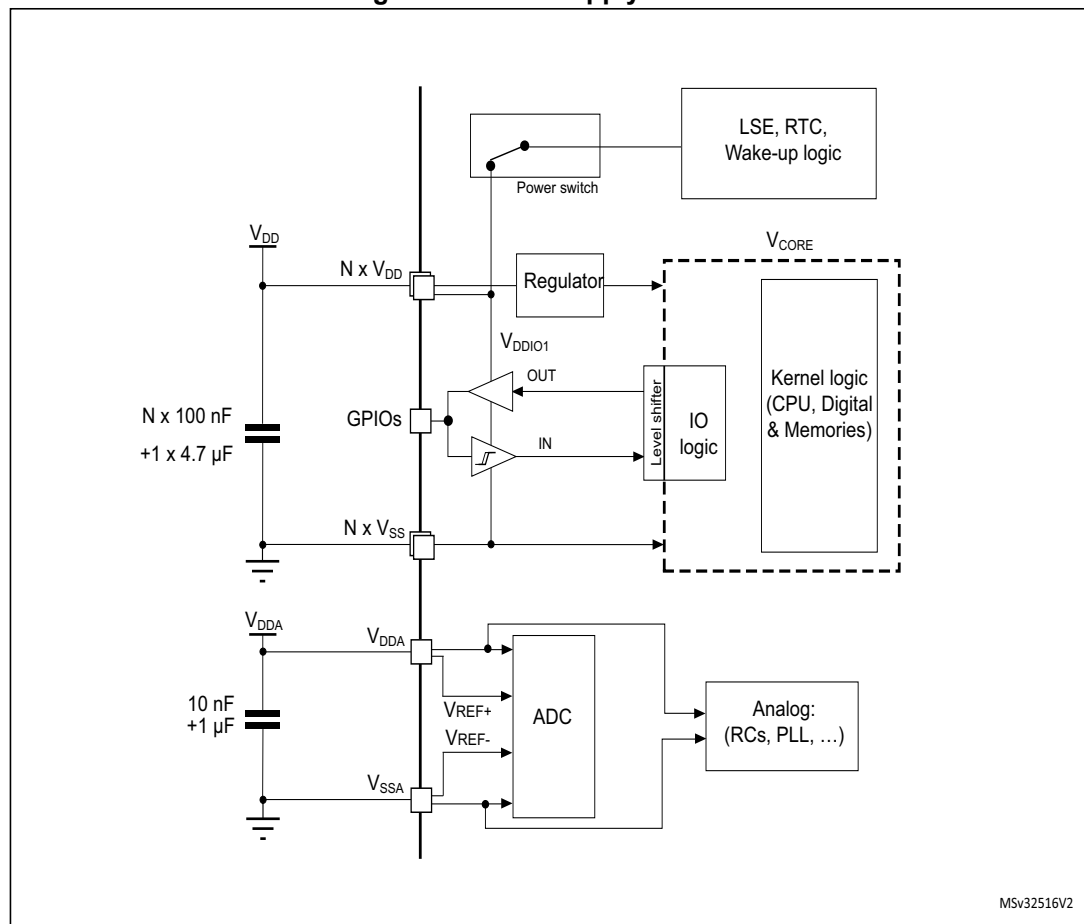 LSE, RTC,
Wake-up logic
Power switch
VDD
VCORE
N x VDD
Regulator
VDDIO1
OUT
Level shifter
IO
logic
Kernel logic
(CPU, Digital
& Memories)
GPIOs
N x 100 nF
+1 x 4.7 µF
IN
N x VSS
VDDA
VDDA
10 nF
+1 µF
VREF+
ADC
Analog:
(RCs, PLL, …)
VREF-
VSSA
MSv32516V2